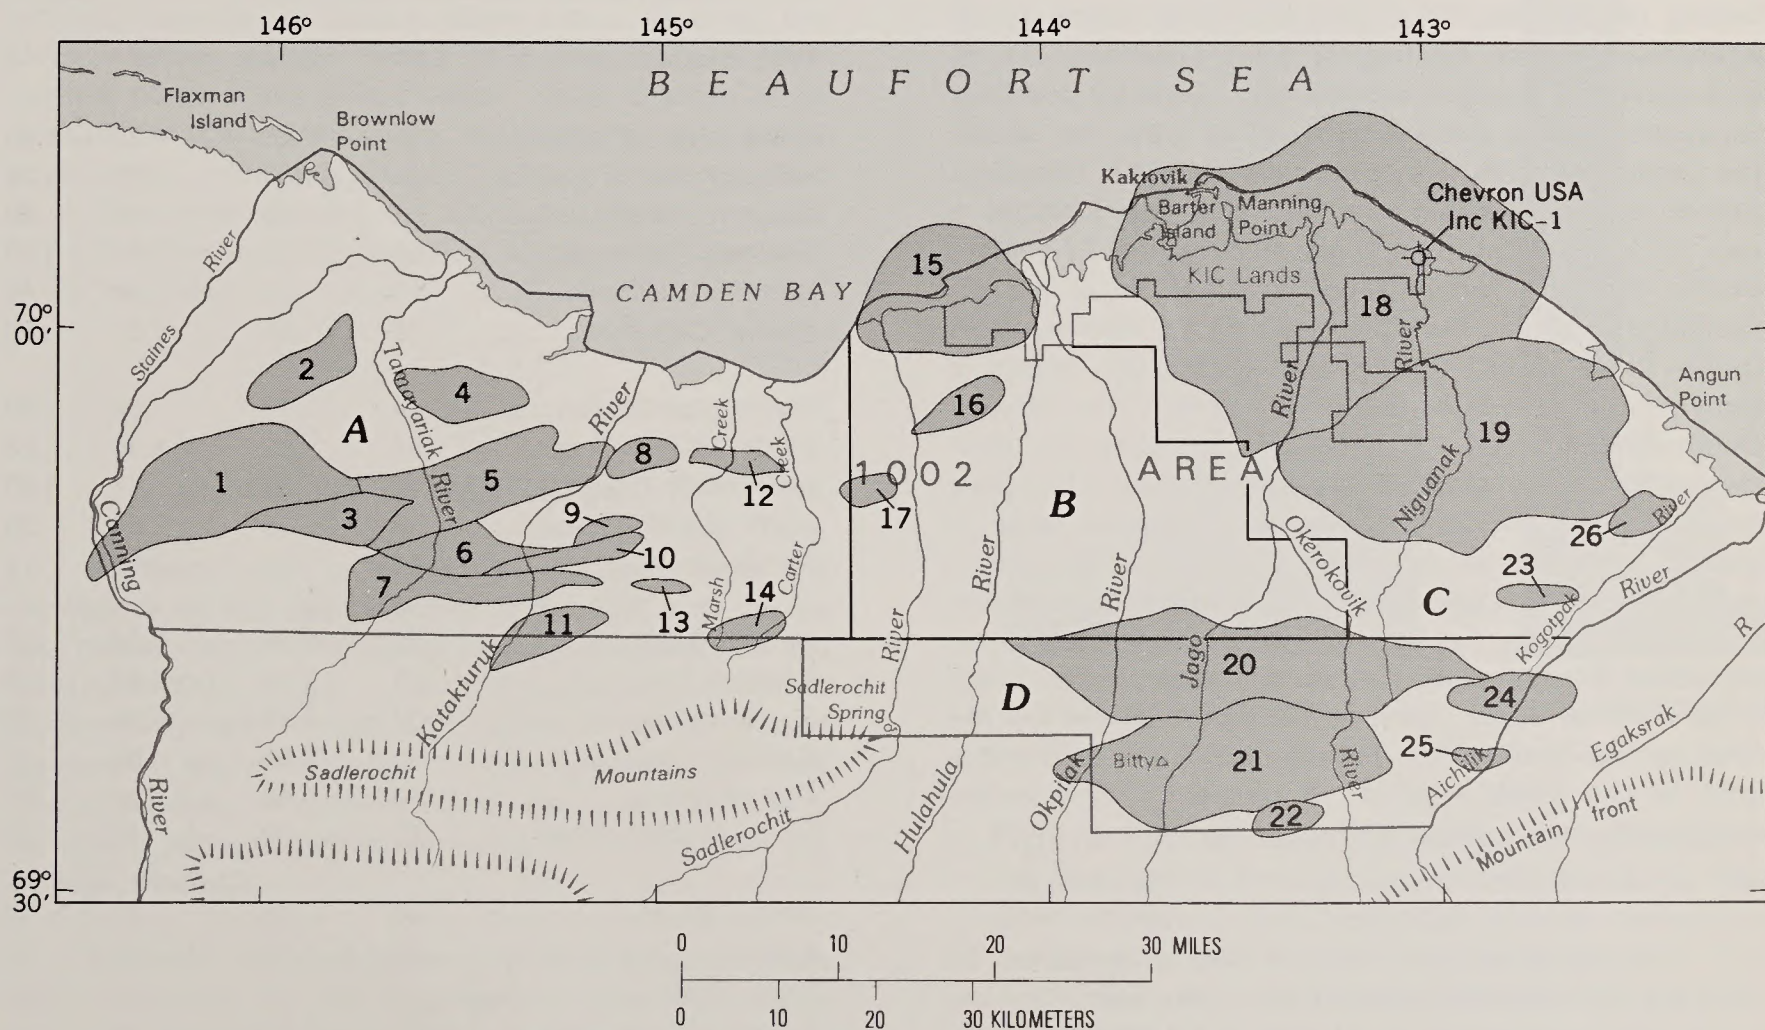 146°
145°
144°
143°
BEAUFORT SEA
Flaxman
Island
Brownlow
Point
Kaktovik
Barter
Island
Manning
Point
Chevron USA
Inc KIC-1
Staines
River
15
CAMDEN BAY
KIC Lands
18
70°
00'
2
Tamayariak
River
4
River
Creek
16
River
River
Angun
Point
A
8
19
1
5
12
Creek
1002
AREA
17
B
3
9
Niguanak
26
River
Canning
6
10
River
River
Okerokovik
23
7
Marsh
13
14
Carter
C
River
11
River
Kogotpak
R
Katakturuk
Jago
20
Sadlerochit
Spring
D
24
Sadlerochit
Mountains
Bitty
21
River
25
Aichilik
Egaksrak
River
Sadlerochit
Hulahula
Okpilak
22
Mountain front
69°
30'
0 10 20 30 MILES
0 10 20 30 KILOMETERS